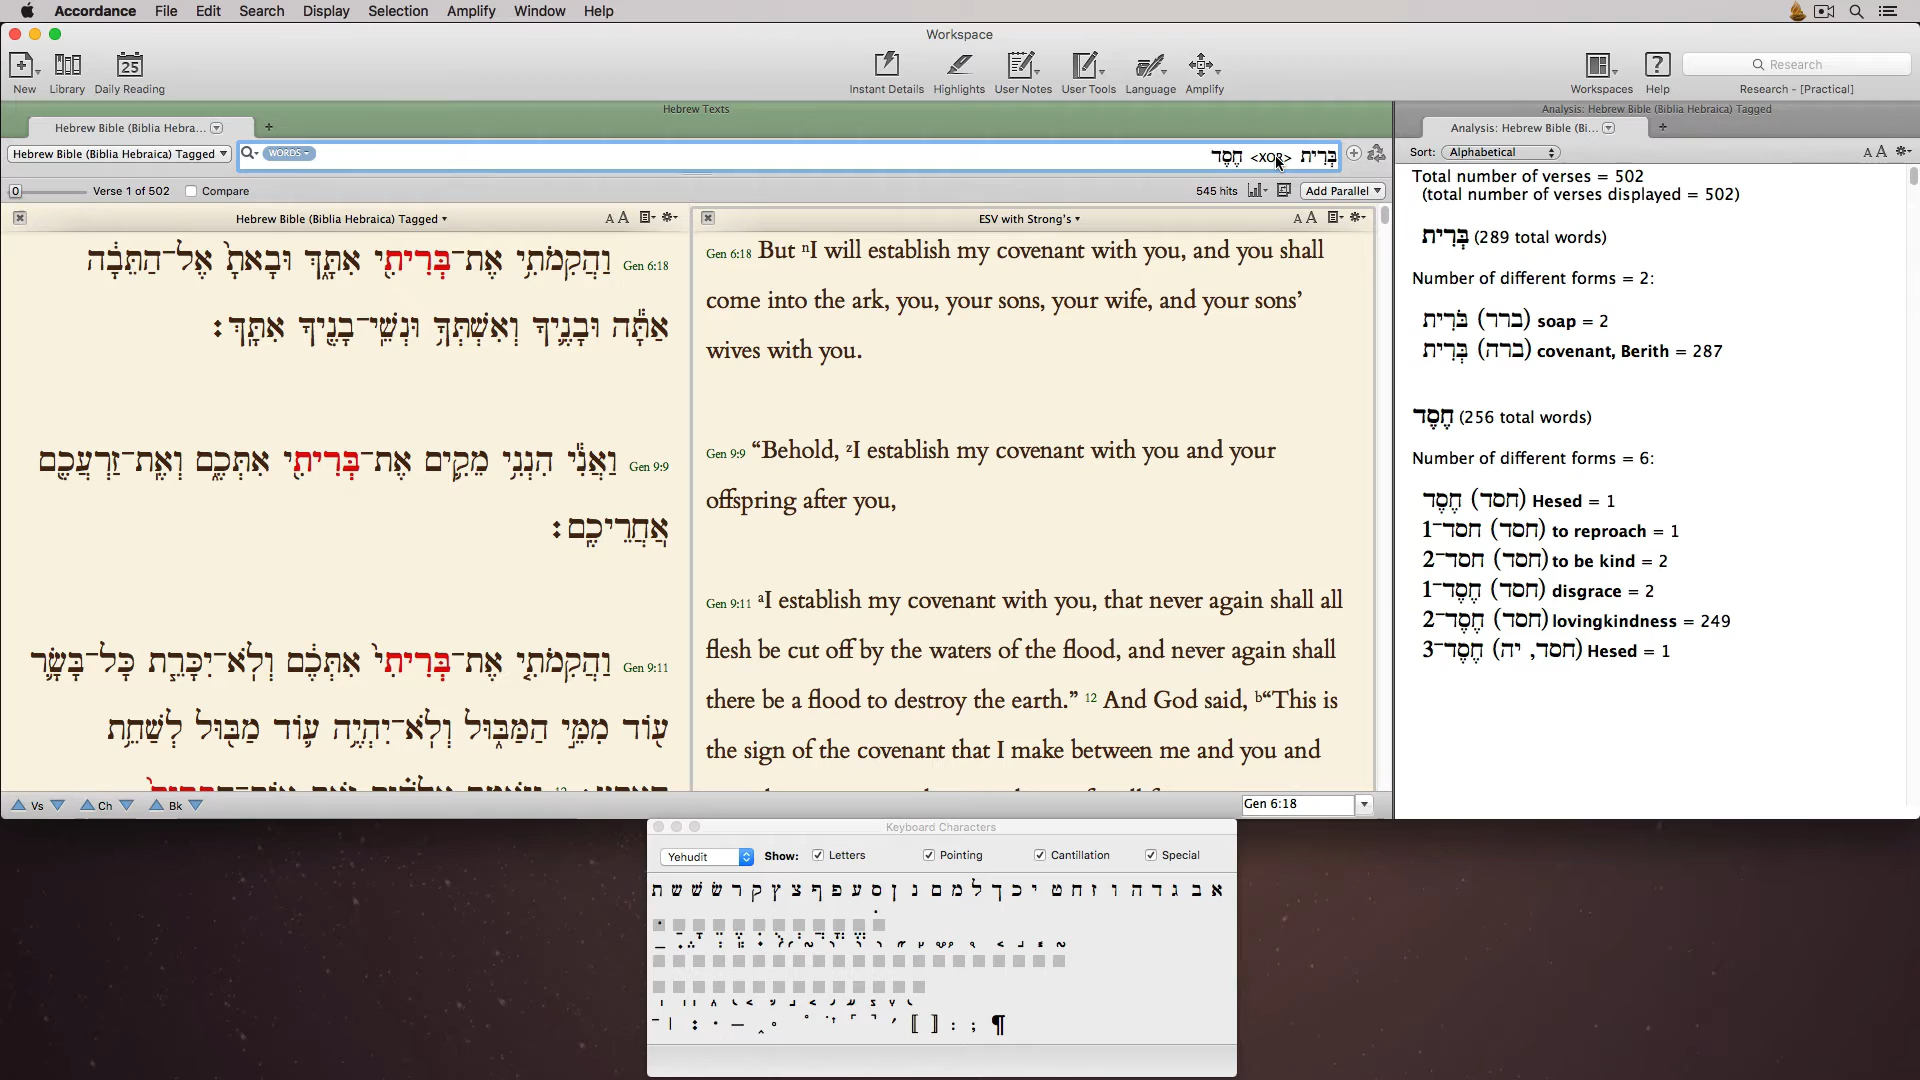 Accordance File Edit Search Display Selection Amplify Window Help
Workspace
New Library Daily Reading Instant Details Highlights User Notes User Tools Language Amplify Workspaces Help Research
25
Research - [Practical]
Hebrew Texts
Hebrew Bible (Biblia Hebra...
Hebrew Bible (Biblia Hebraica) Tagged
WORDS
בְּרִית <XOR> חֶסֶד
0 Verse 1 of 502 Compare 545 hits Add Parallel
Hebrew Bible (Biblia Hebraica) Tagged
Gen 6:18 וַהֲקִמֹתִ֥י אֶת־בְּרִיתִ֖י אִתָּ֑ךְ וּבָאתָ֙ אֶל־הַתֵּבָ֔ה
אַתָּ֕ה וּבָנֶ֛יךָ וְאִשְׁתְּךָ֥ וּנְשֵֽׁי־בָנֶ֖יךָ אִתָּֽךְ׃
Gen 9:9 וַאֲנִ֕י הִנְנִ֥י מֵקִ֛ים אֶת־בְּרִיתִ֖י אִתְּכֶ֑ם וְאֶֽת־זַרְעֲכֶ֖ם
אַֽחֲרֵיכֶֽם׃
Gen 9:11 וַהֲקִמֹתִ֤י אֶת־בְּרִיתִי֙ אִתְּכֶ֔ם וְלֹֽא־יִכָּרֵ֧ת כָּל־בָּשָׂ֛ר
ע֖וֹד מִמֵּ֣י הַמַּבּ֑וּל וְלֹֽא־יִהְיֶ֥ה ע֛וֹד מַבּ֖וּל לְשַׁחֵ֥ת
ESV with Strong's
Gen 6:18 But ⁿI will establish my covenant with you, and you shall
come into the ark, you, your sons, your wife, and your sons’
wives with you.
Gen 9:9 “Behold, ᶻI establish my covenant with you and your
offspring after you,
Gen 9:11 ᵃI establish my covenant with you, that never again shall all
flesh be cut off by the waters of the flood, and never again shall
there be a flood to destroy the earth.” 12 And God said, ᵇ“This is
the sign of the covenant that I make between me and you and
Vs Ch Bk Gen 6:18
Analysis: Hebrew Bible (Biblia Hebraica) Tagged
Analysis: Hebrew Bible (Bi...
Sort: Alphabetical
Total number of verses = 502
(total number of verses displayed = 502)
בְּרִית (289 total words)
Number of different forms = 2:
בֹּרִית (ברר) soap = 2
בְּרִית (ברה) covenant, Berith = 287
חֶסֶד (256 total words)
Number of different forms = 6:
חֶסֶד (חסד) Hesed = 1
חסד־1 (חסד) to reproach = 1
חסד־2 (חסד) to be kind = 2
חֶסֶד־1 (חסד) disgrace = 2
חֶסֶד־2 (חסד) lovingkindness = 249
חֶסֶד־3 (חסד, יה) Hesed = 1
Keyboard Characters
Yehudit Show: Letters Pointing Cantillation Special
א ב ג ד ה ו ז ח ט י כ ך ל מ ם נ ן ס ע פ ף צ ץ ק ר שׂ שׁ ש ת